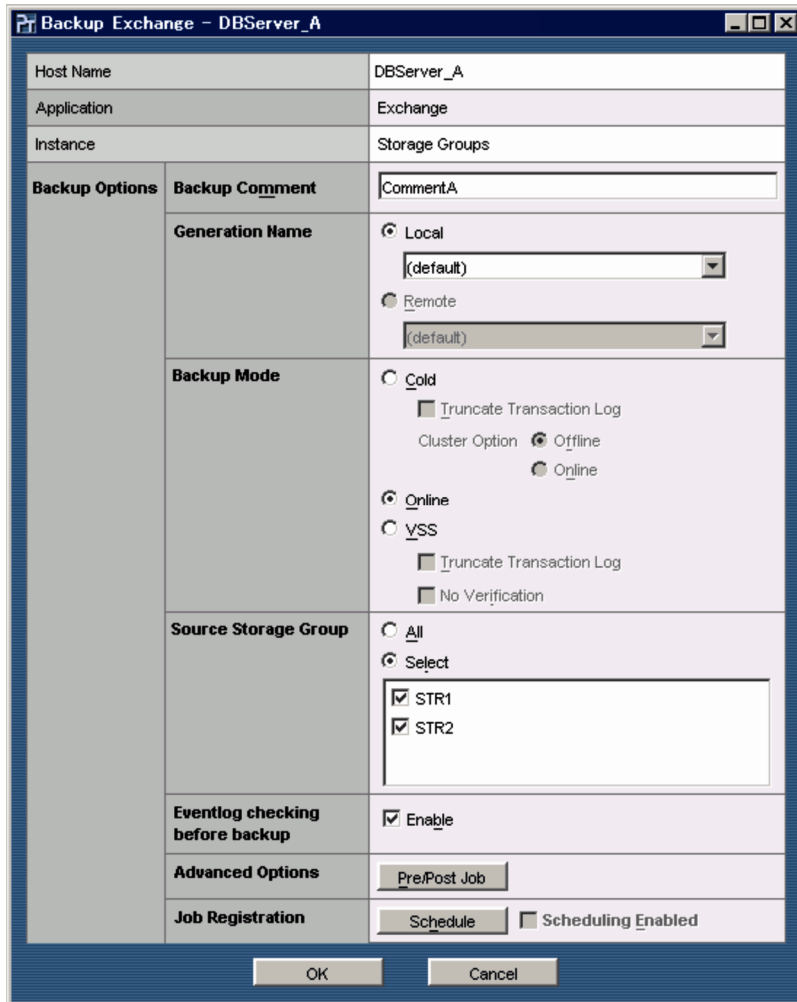 Backup Exchange - DBServer_A
Host Name DBServer_A
Application Exchange
Instance Storage Groups
Backup Options Backup Comment CommentA
Generation Name Local
(default)
Remote
(default)
Backup Mode Cold
Truncate Transaction Log
Cluster Option Offline
Online
Online
VSS
Truncate Transaction Log
No Verification
Source Storage Group All
Select
STR1
STR2
Eventlog checking
before backup Enable
Advanced Options Pre/Post Job
Job Registration Schedule Scheduling Enabled
OK Cancel